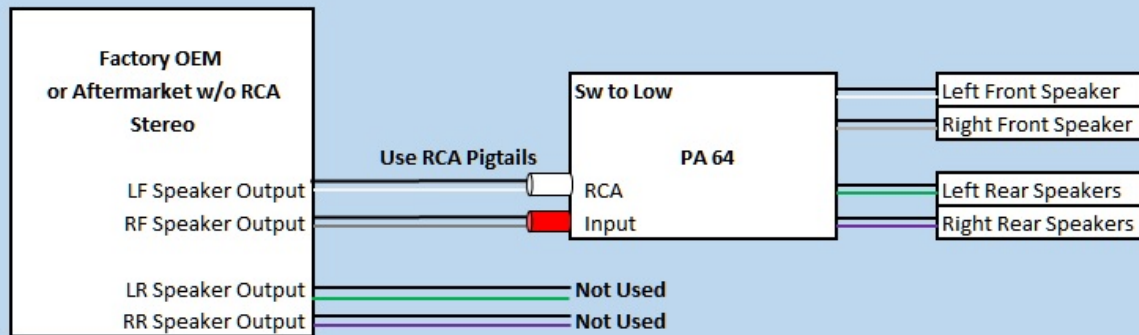 Factory OEM
or Aftermarket w/o RCA
Stereo
Use RCA Pigtails
LF Speaker Output
RF Speaker Output
LR Speaker Output
RR Speaker Output
Not Used
Not Used
Sw to Low
PA 64
RCA
Input
Left Front Speaker
Right Front Speaker
Left Rear Speakers
Right Rear Speakers